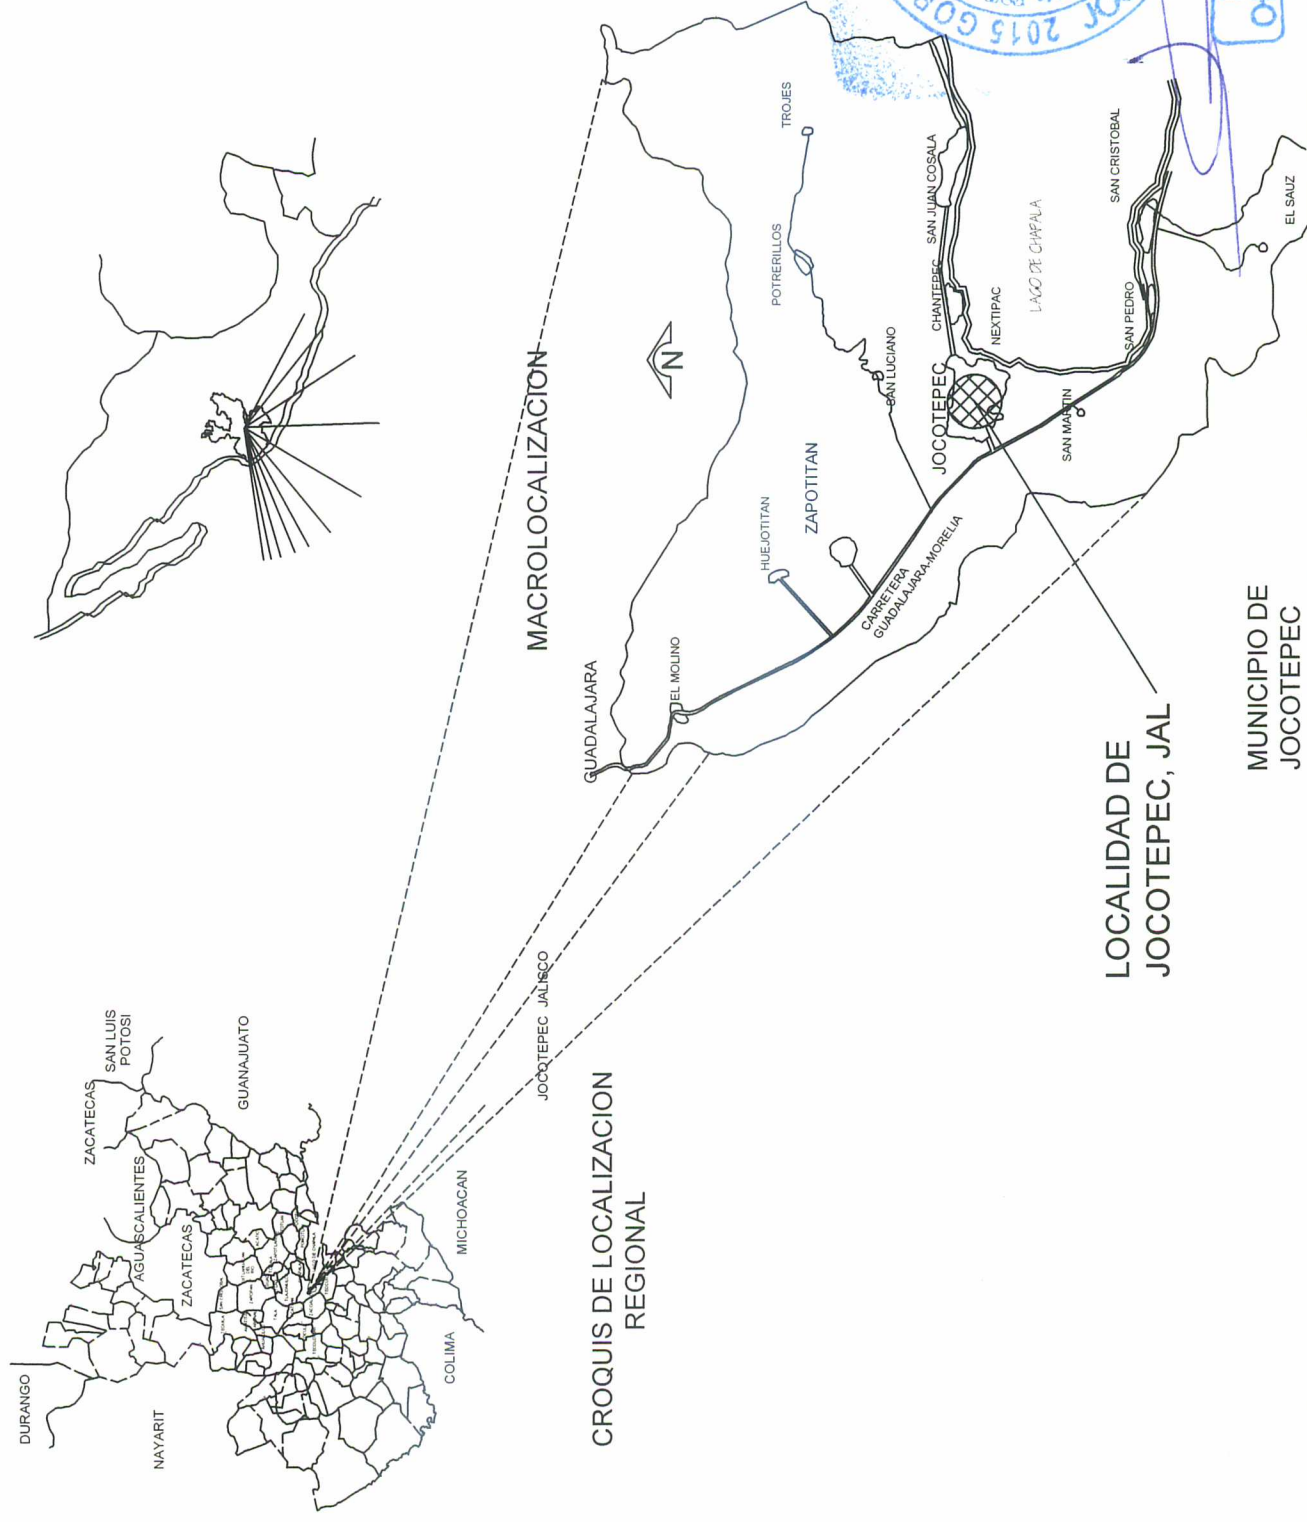 DURANGO
NAYARIT
ZACATECAS
AGUASCALIENTES
ZACATECAS
SAN LUIS
POTOSI
GUANAJUATO
COLIMA
MICHOACAN
CROQUIS DE LOCALIZACION
REGIONAL
JOCOTEPEC JALISCO
MACROLOCALIZACION
N
GUADALAJARA
EL MOLINO
HUEJOTITAN
ZAPOTITAN
CARRETERA
GUADALAJARA-MORELIA
POTRERILLOS
TROJES
SAN LUCIANO
JOCOTEPEC
CHANTEPEC
SAN JUAN COSALA
NEXTIPAC
LAGO DE CHAPALA
SAN MARTIN
SAN PEDRO
SAN CRISTOBAL
EL SAUZ
LOCALIDAD DE
JOCOTEPEC, JAL
MUNICIPIO DE
JOCOTEPEC
2015